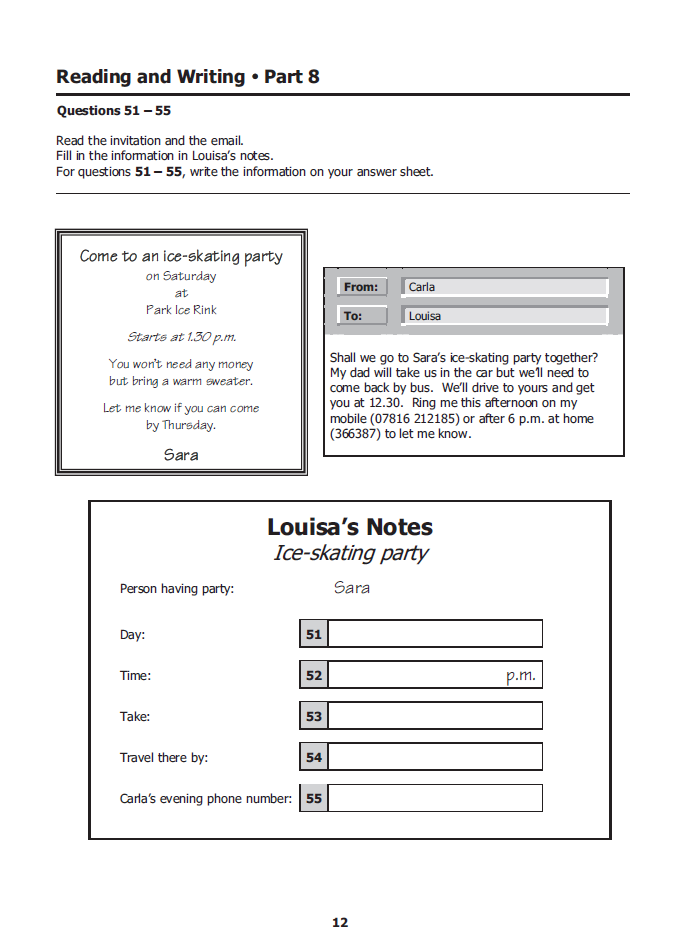 Reading and Writing • Part 8
Questions 51 – 55
Read the invitation and the email.
Fill in the information in Louisa's notes.
For questions 51 – 55, write the information on your answer sheet.
Come to an ice-skating party
on Saturday
at
Park Ice Rink
Starts at 1.30 p.m.
You won't need any money
but bring a warm sweater.
Let me know if you can come
by Thursday.
Sara
From: Carla
To: Louisa
Shall we go to Sara's ice-skating party together?
My dad will take us in the car but we'll need to
come back by bus. We'll drive to yours and get
you at 12.30. Ring me this afternoon on my
mobile (07816 212185) or after 6 p.m. at home
(366387) to let me know.
Louisa's Notes
Ice-skating party
Person having party: Sara
Day: 51
Time: 52 p.m.
Take: 53
Travel there by: 54
Carla's evening phone number: 55
12